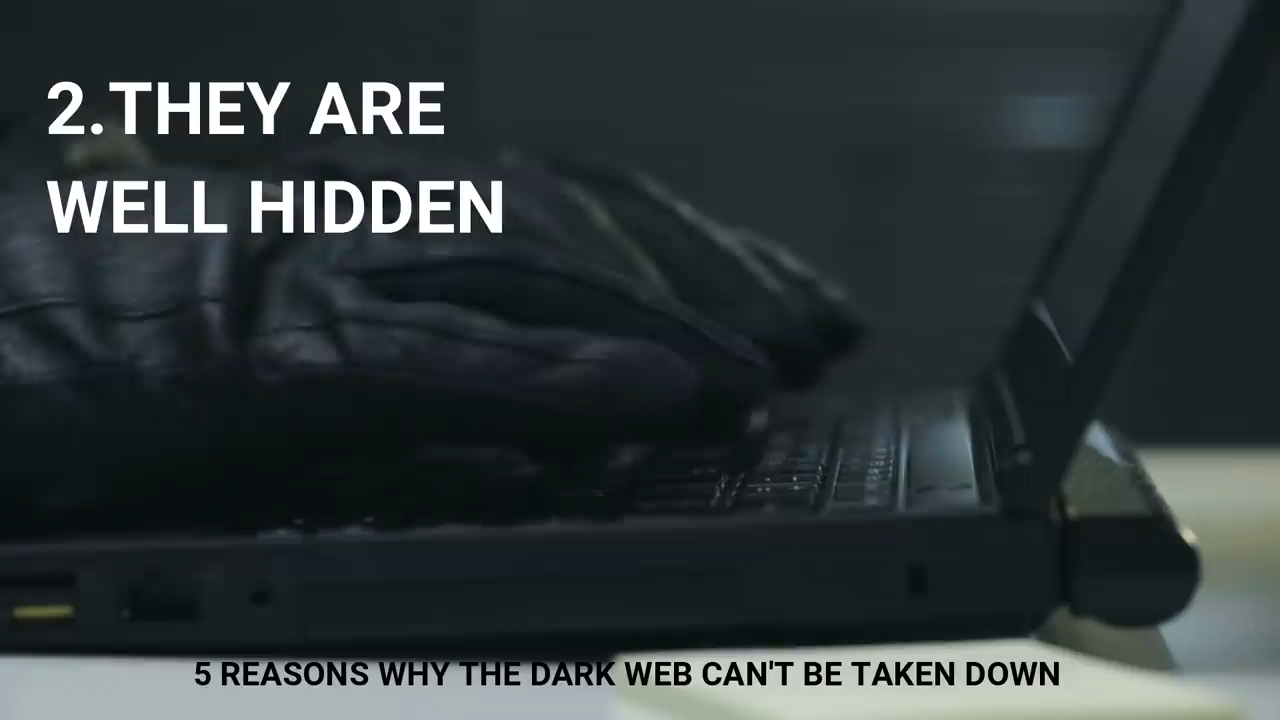 2.THEY ARE
WELL HIDDEN
5 REASONS WHY THE DARK WEB CAN'T BE TAKEN DOWN